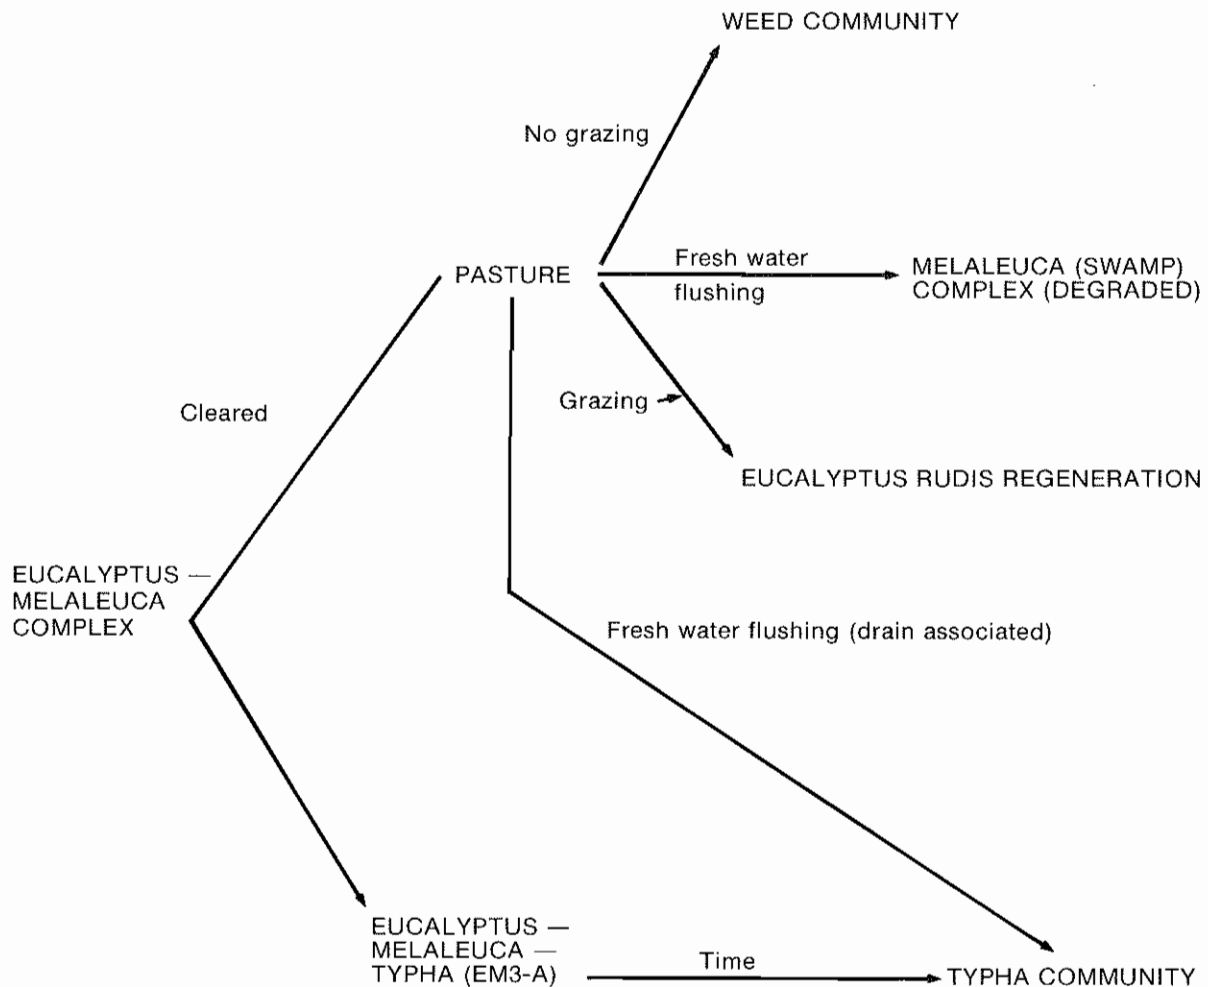 WEED COMMUNITY
No grazing
PASTURE
Fresh water
flushing
MELALEUCA (SWAMP)
COMPLEX (DEGRADED)
Cleared
Grazing
EUCALYPTUS RUDIS REGENERATION
EUCALYPTUS —
MELALEUCA
COMPLEX
Fresh water flushing (drain associated)
EUCALYPTUS —
MELALEUCA —
TYPHA (EM3-A)
Time
TYPHA COMMUNITY